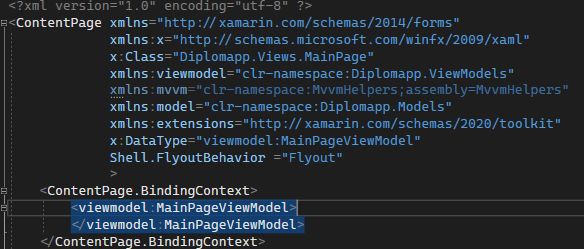 <?xml version="1.0" encoding="utf-8" ?>
<ContentPage xmlns="http://xamarin.com/schemas/2014/forms"
xmlns:x="http://schemas.microsoft.com/winfx/2009/xaml"
x:Class="Diplomapp.Views.MainPage"
xmlns:viewmodel="clr-namespace:Diplomapp.ViewModels"
xmlns:mvvm="clr-namespace:MvvmHelpers;assembly=MvvmHelpers"
xmlns:model="clr-namespace:Diplomapp.Models"
xmlns:extensions="http://xamarin.com/schemas/2020/toolkit"
x:DataType="viewmodel:MainPageViewModel"
Shell.FlyoutBehavior ="Flyout"
>
<ContentPage.BindingContext>
<viewmodel:MainPageViewModel>
</viewmodel:MainPageViewModel>
</ContentPage.BindingContext>